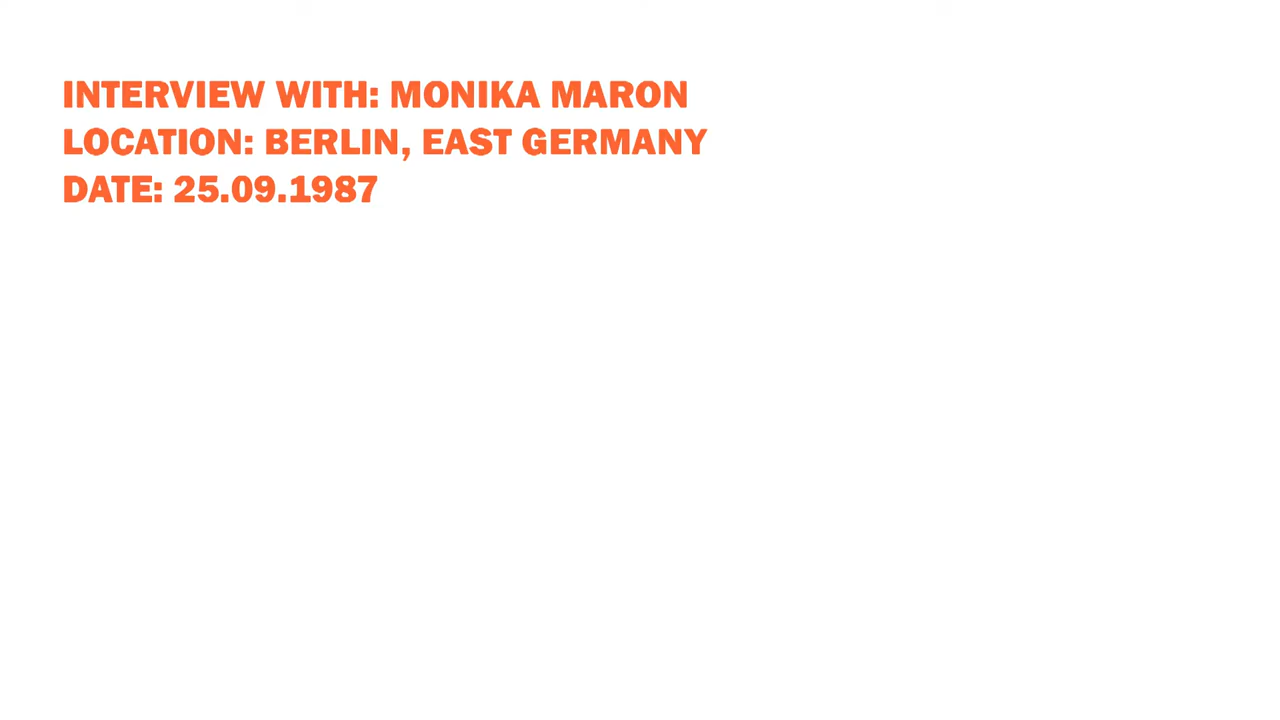 INTERVIEW WITH: MONIKA MARON
LOCATION: BERLIN, EAST GERMANY
DATE: 25.09.1987